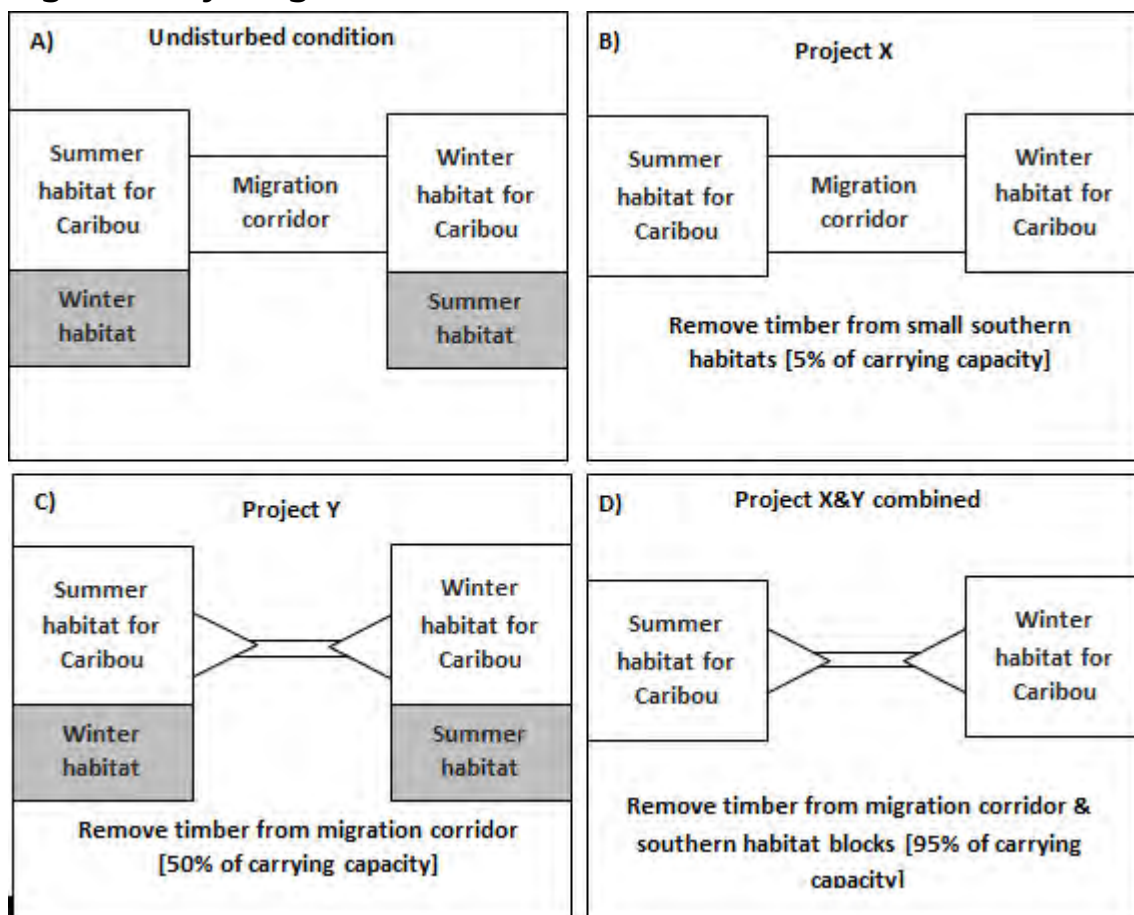 A)
Undisturbed condition
Summer
habitat for
Caribou
Migration
corridor
Winter
habitat for
Caribou
Winter
habitat
Summer
habitat
B)
Project X
Summer
habitat for
Caribou
Migration
corridor
Winter
habitat for
Caribou
Remove timber from small southern
habitats [5% of carrying capacity]
C)
Project Y
Summer
habitat for
Caribou
Winter
habitat for
Caribou
Winter
habitat
Summer
habitat
Remove timber from migration corridor
[50% of carrying capacity]
D)
Project X&Y combined
Summer
habitat for
Caribou
Winter
habitat for
Caribou
Remove timber from migration corridor &
southern habitat blocks [95% of carrying
capacity]